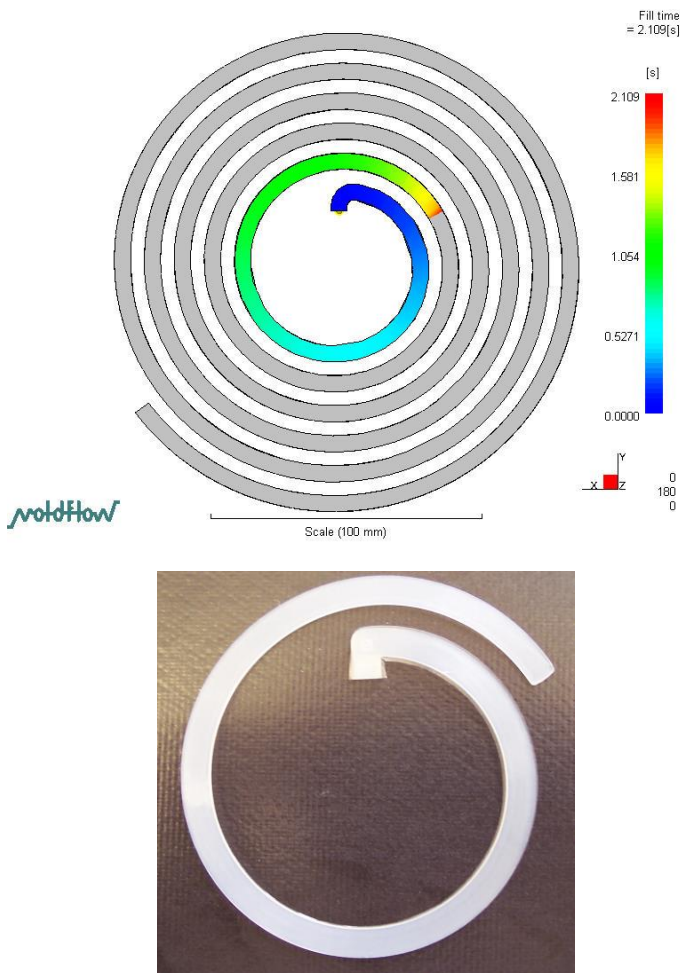 Fill time
= 2.109[s]
[s]
2.109
1.581
1.054
0.5271
0.0000
Y
X
Z
0
180
0
moldflow
Scale (100 mm)